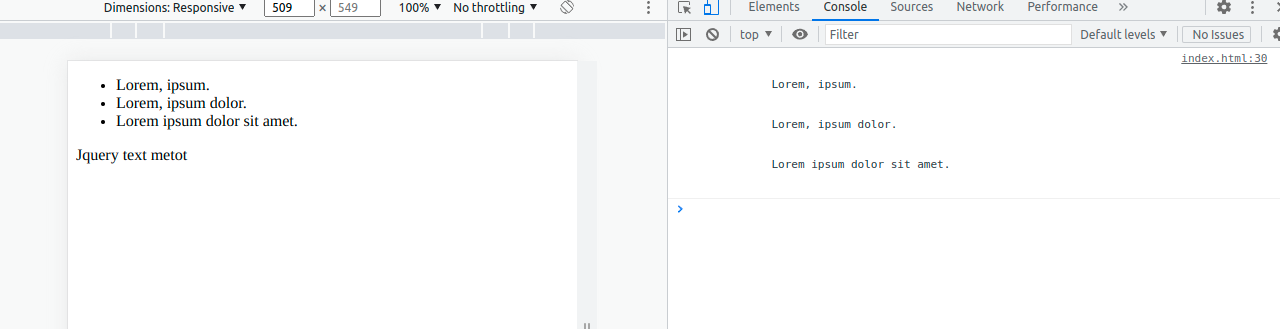 Dimensions: Responsive ▼ 509 × 549 100% ▼ No throttling ▼
Elements Console Sources Network Performance »
top ▼ Filter Default levels ▼ No Issues
index.html:30
• Lorem, ipsum.
• Lorem, ipsum dolor.
• Lorem ipsum dolor sit amet.
Jquery text metot
Lorem, ipsum.
Lorem, ipsum dolor.
Lorem ipsum dolor sit amet.